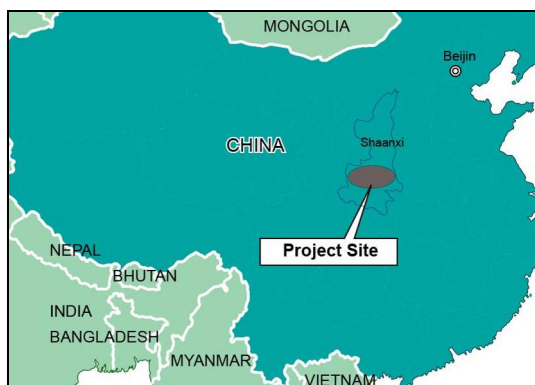 MONGOLIA
Beijin
Shaanxi
CHINA
Project Site
NEPAL
BHUTAN
INDIA
BANGLADESH
MYANMAR
VIETNAM